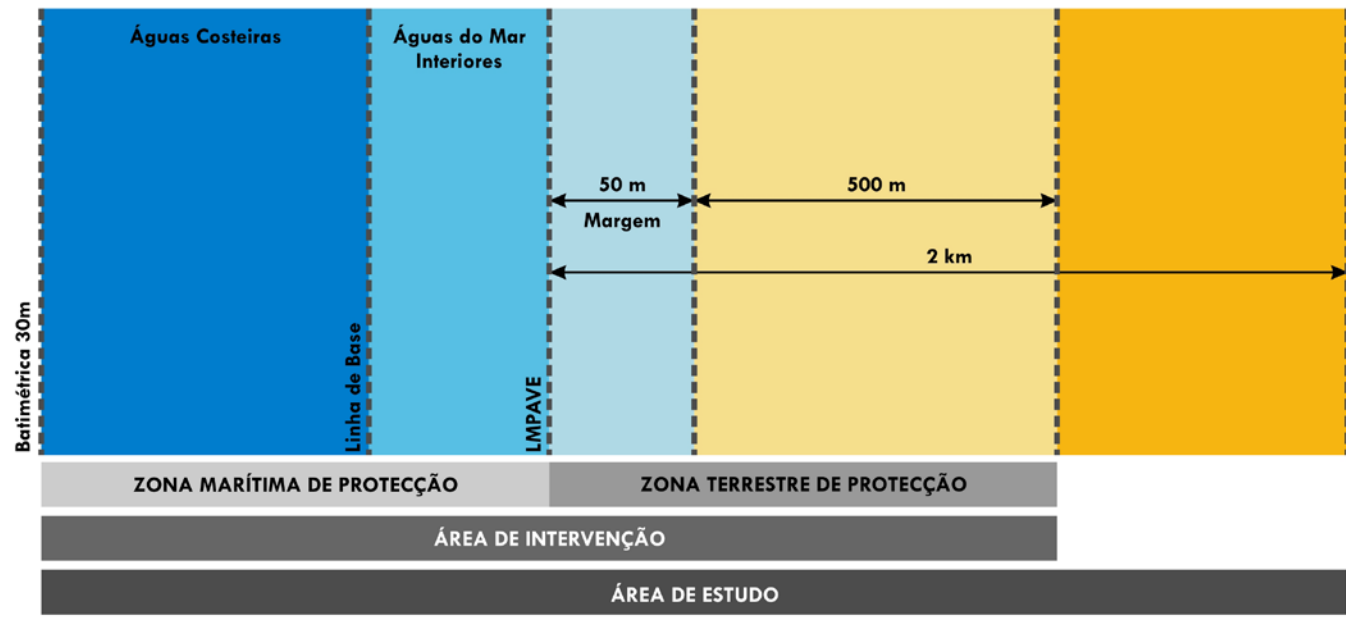 Águas Costeiras
Águas do Mar
Interiores
50 m
Margem
500 m
2 km
Batimétrica 30m
Linha de Base
LMPAVE
ZONA MARÍTIMA DE PROTECÇÃO
ZONA TERRESTRE DE PROTECÇÃO
ÁREA DE INTERVENÇÃO
ÁREA DE ESTUDO